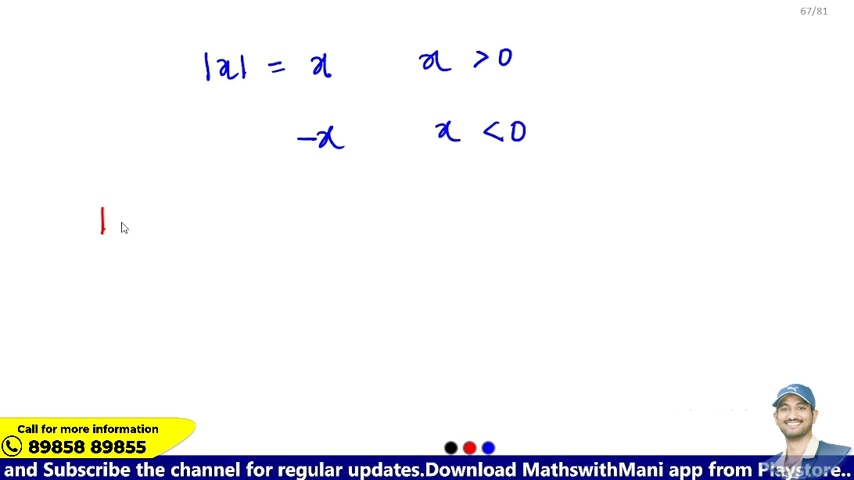 67/81
|x| = x x > 0
-x x < 0
|
Call for more information
89858 89855
and Subscribe the channel for regular updates.Download MathswithMani app from Playstore..